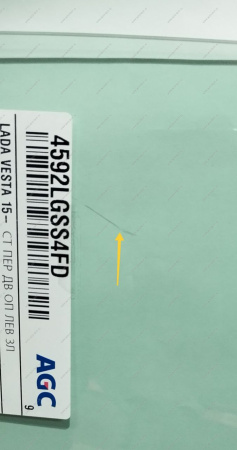 4592LGSS4FD
LADA VESTA 15– СТ ПЕР ДВ ОП ЛЕВ ЗЛ
AGC
9